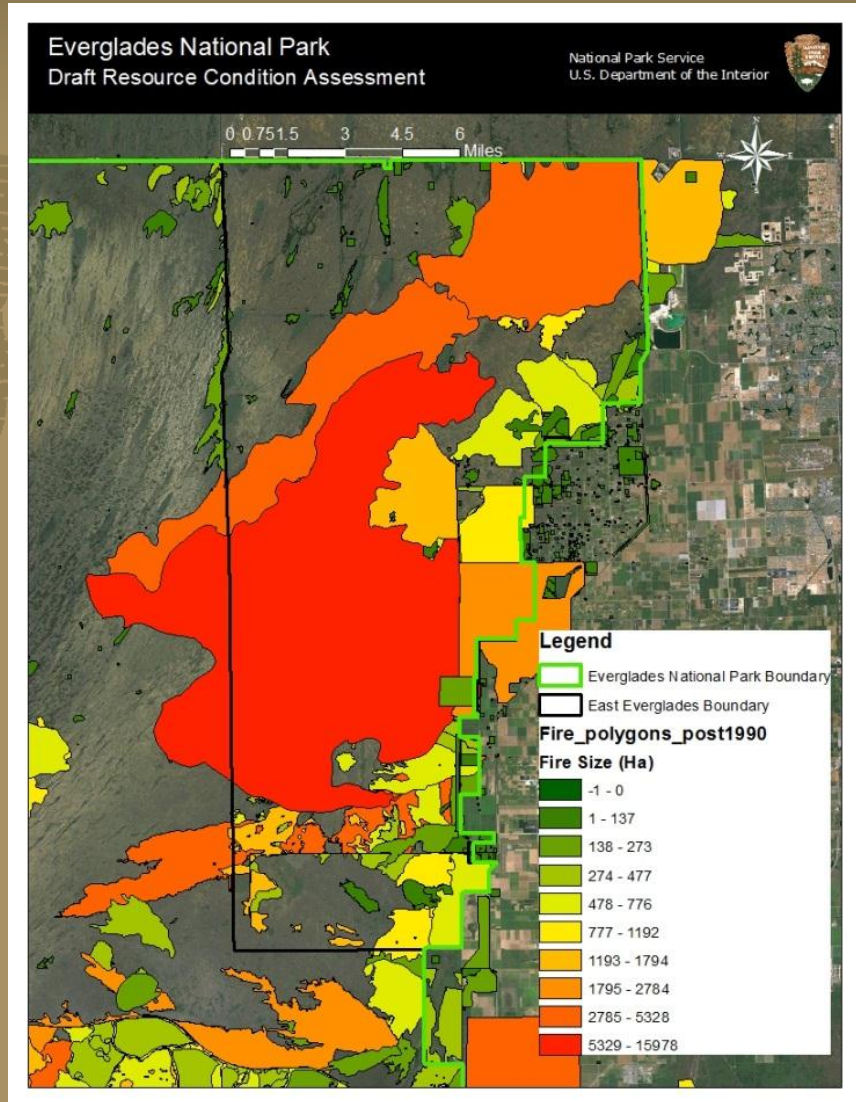 Everglades National Park
Draft Resource Condition Assessment
National Park Service
U.S. Department of the Interior
0 0.75 1.5 3 4.5 6
Miles
Legend
Everglades National Park Boundary
East Everglades Boundary
Fire_polygons_post1990
Fire Size (Ha)
-1 - 0
1 - 137
138 - 273
274 - 477
478 - 776
777 - 1192
1193 - 1794
1795 - 2784
2785 - 5328
5329 - 15978